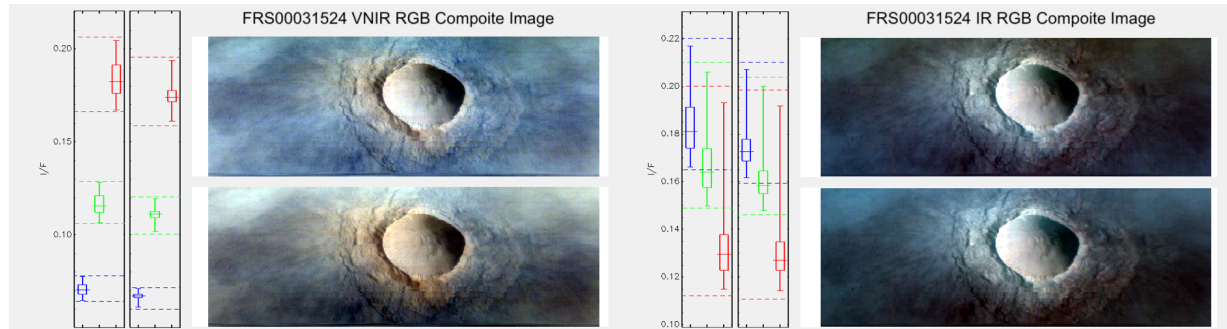 FRS00031524 VNIR RGB Compoite Image
0.20
0.15
0.10
I/F
FRS00031524 IR RGB Compoite Image
0.22
0.20
0.18
0.16
0.14
0.12
0.10
I/F